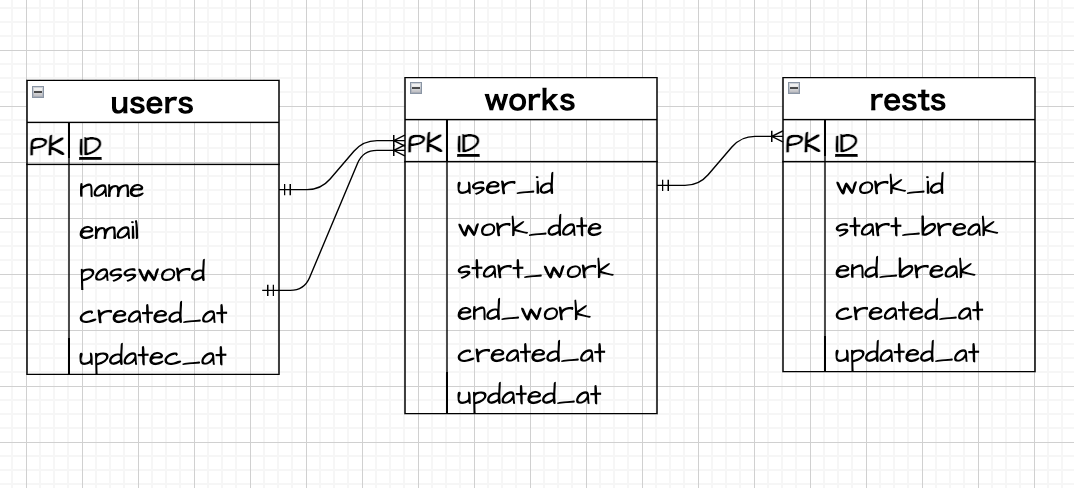 users
PK ID
name
email
password
created_at
updatec_at
works
PK ID
user_id
work_date
start_work
end_work
created_at
updated_at
rests
PK ID
work_id
start_break
end_break
created_at
updated_at